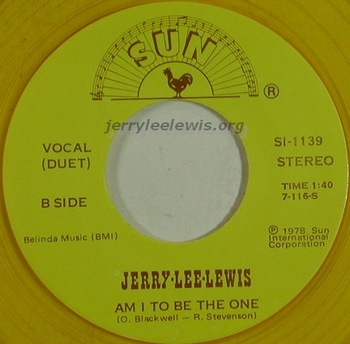 SUN
®
jerryleelewis.org
VOCAL
(DUET)
SI-1139
STEREO
B SIDE
TIME 1:40
7-116-S
Belinda Music (BMI)
℗ 1978 Sun
International
Corporation
JERRY-LEE-LEWIS
AM I TO BE THE ONE
(O. Blackwell – R. Stevenson)